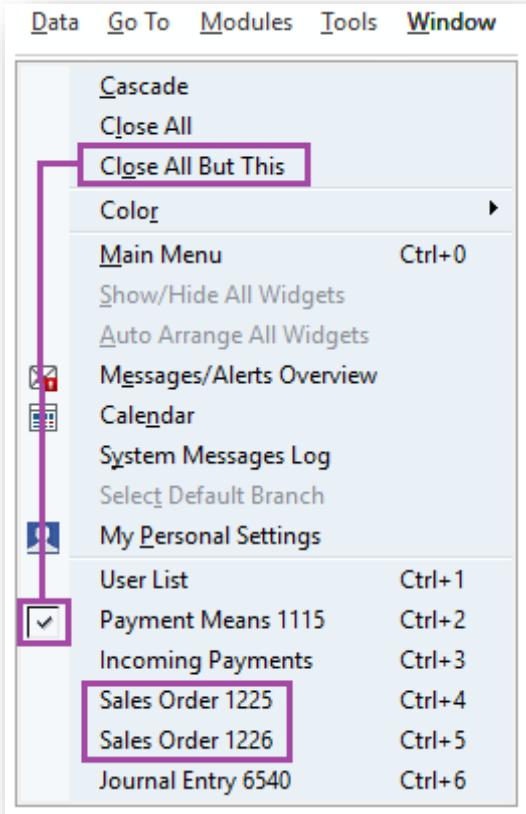 Data Go To Modules Tools Window
Cascade
Close All
Close All But This
Color
Main Menu Ctrl+0
Show/Hide All Widgets
Auto Arrange All Widgets
Messages/Alerts Overview
Calendar
System Messages Log
Select Default Branch
My Personal Settings
User List Ctrl+1
Payment Means 1115 Ctrl+2
Incoming Payments Ctrl+3
Sales Order 1225 Ctrl+4
Sales Order 1226 Ctrl+5
Journal Entry 6540 Ctrl+6